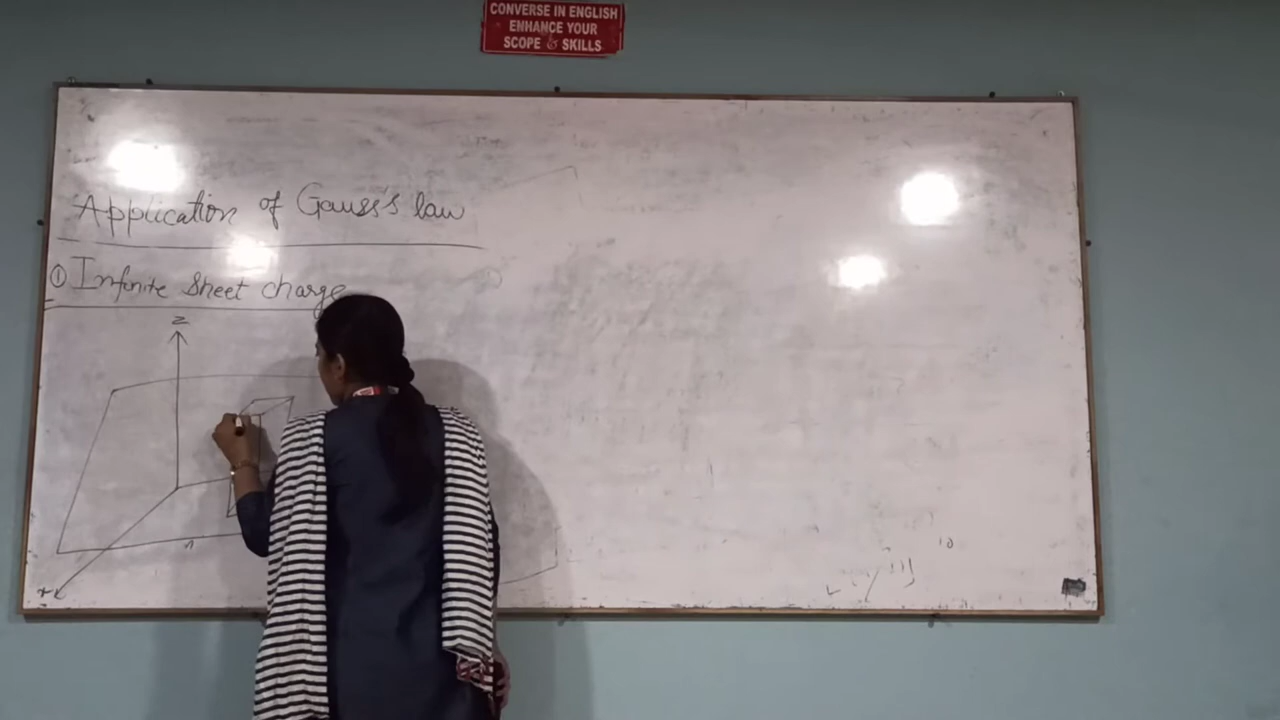 CONVERSE IN ENGLISH
ENHANCE YOUR
SCOPE & SKILLS
Application of Gauss's law
① Infinite Sheet charge
z
x